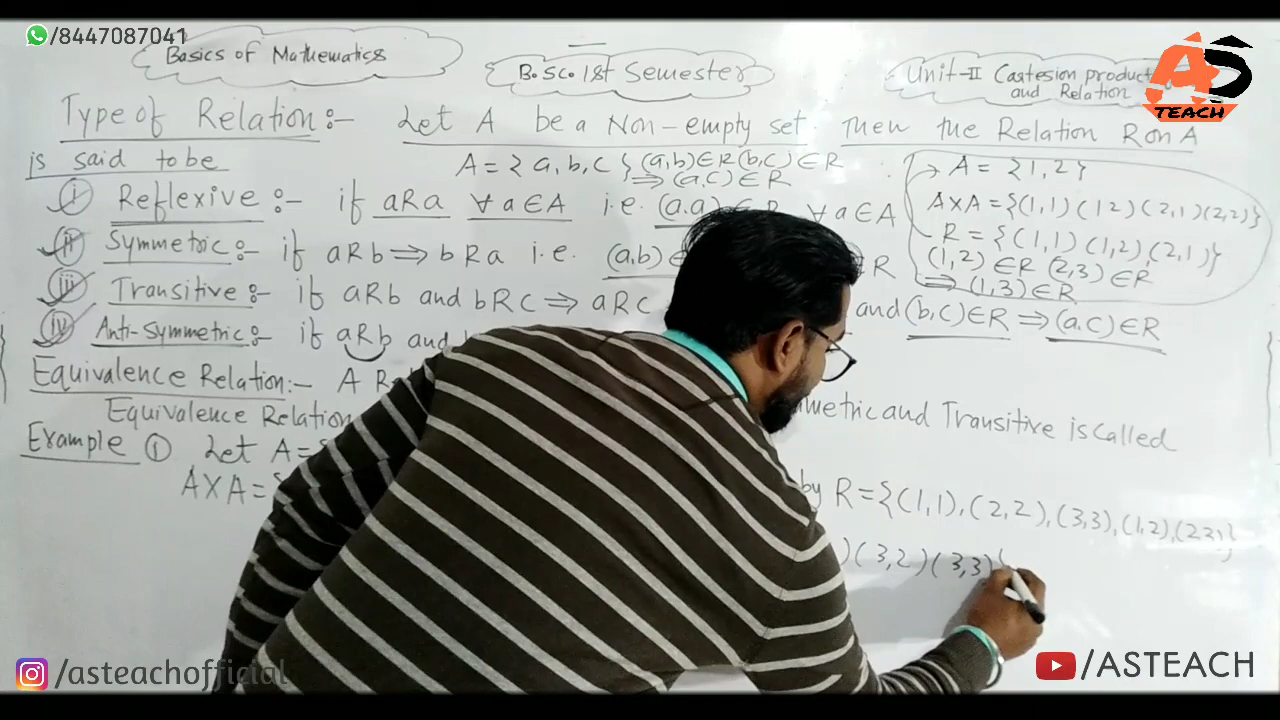 /8447087041
Basics of Mathematics
B.Sc. 1st Semester
Unit-II Cartesion product
and Relation
AS
TEACH
Type of Relation:- Let A be a Non-empty set. Then the Relation R on A
is said to be
A = { a, b, c } (a,b)∈R (b,c)∈R
⇒ (a,c)∈R
(i) Reflexive :- if aRa ∀ a∈A i.e. (a.a)∈R ∀ a∈A
(ii) Symmetric:- if aRb ⇒ bRa i.e. (a,b)∈ R
(iii) Transitive :- if aRb and bRc ⇒ aRc and (b,c)∈R ⇒ (a,c)∈R
(iv) Anti-symmetric:- if aRb and
→ A = {1,2}
A×A = {(1,1) (1 2) (2,1) (2,2)}
R = {(1,1) (1,2) (2,1)}
(1,2) ∈R (2,3)∈R
⇒ (1,3)∈R
Equivalence Relation:- A R metric and Transitive is called
Equivalence Relation
Example ① Let A={ by R={(1,1),(2,2),(3,3),(1,2),(2,3)}
A×A={ )(3,2)(3,3)}
/asteachofficial
/ASTEACH